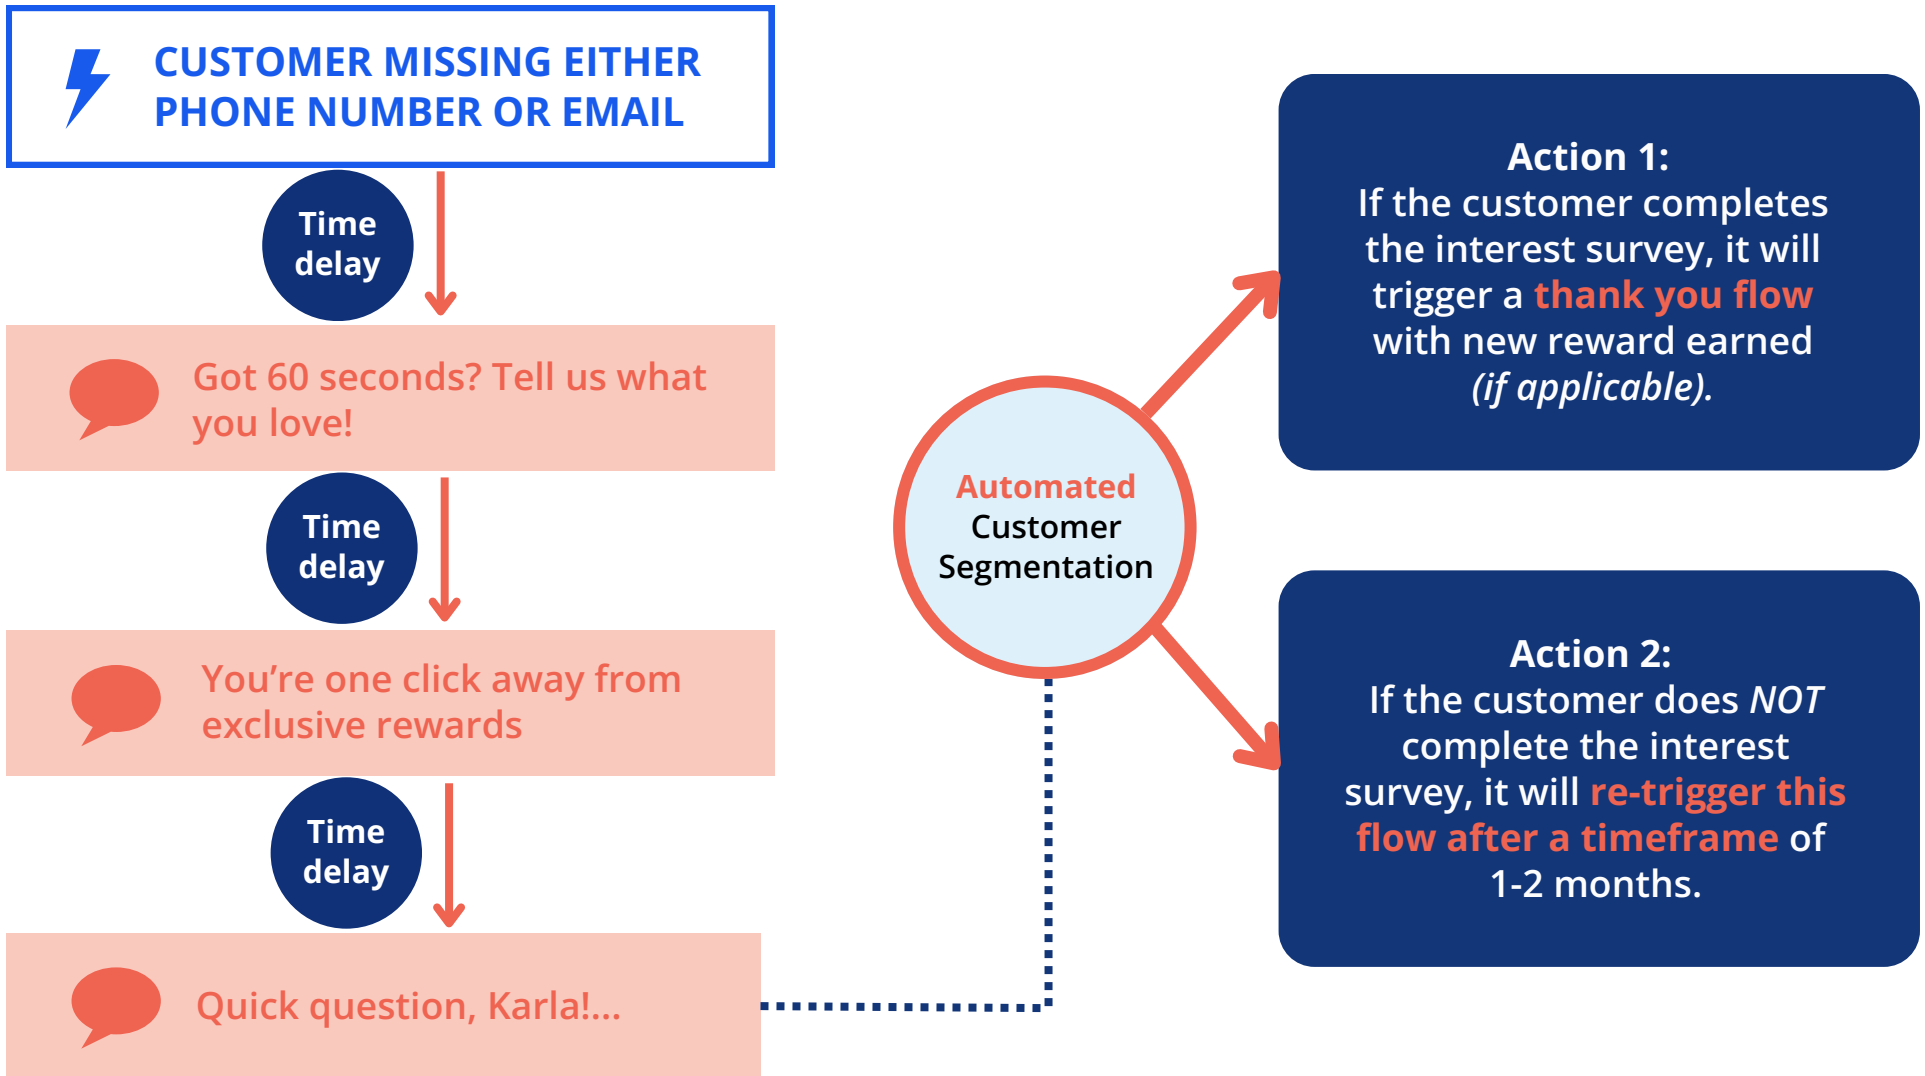 CUSTOMER MISSING EITHER
PHONE NUMBER OR EMAIL
Time
delay
Got 60 seconds? Tell us what
you love!
Time
delay
You’re one click away from
exclusive rewards
Time
delay
Quick question, Karla!...
Automated
Customer
Segmentation
Action 1:
If the customer completes
the interest survey, it will
trigger a thank you flow
with new reward earned
(if applicable).
Action 2:
If the customer does NOT
complete the interest
survey, it will re-trigger this
flow after a timeframe of
1-2 months.